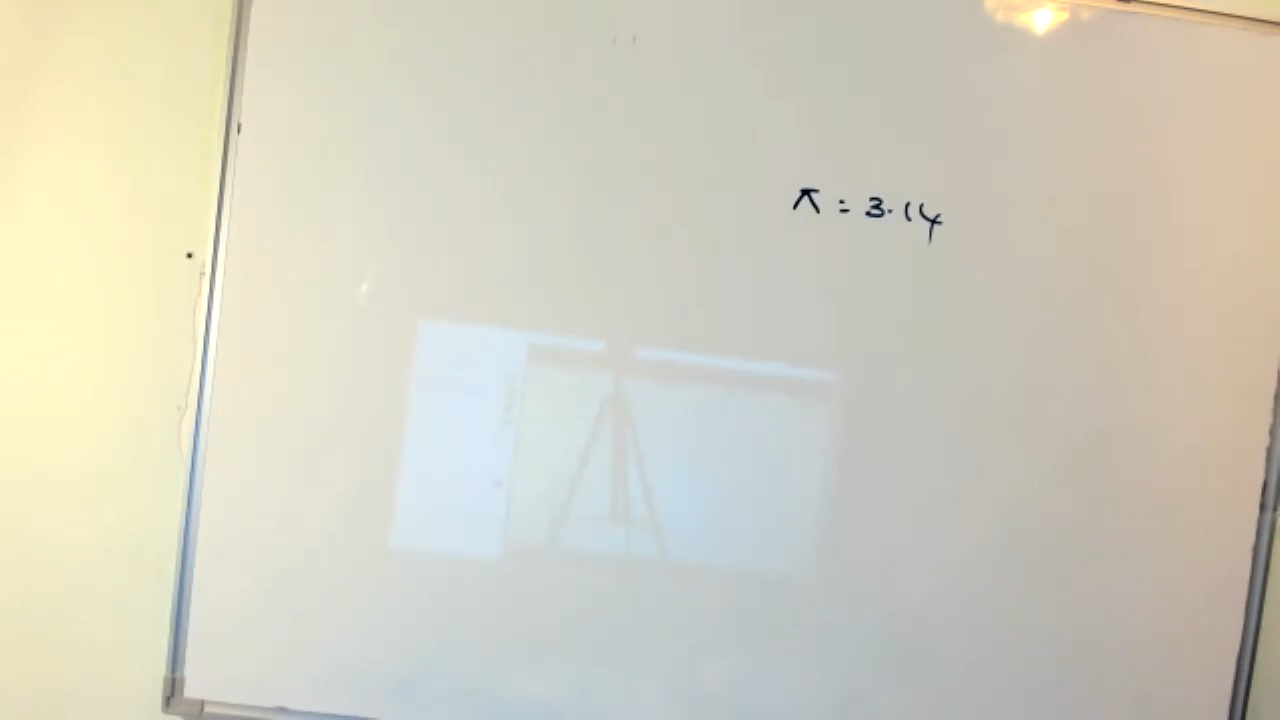 π = 3.14